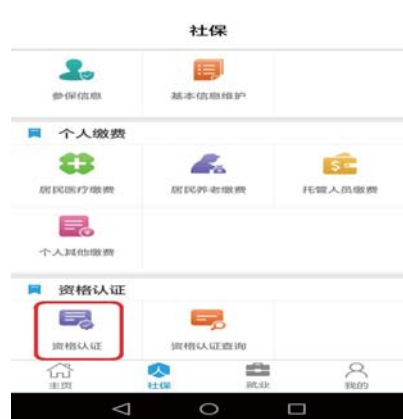 社保
参保信息 基本信息维护
个人缴费
居民医疗缴费 居民养老缴费 托管人员缴费
个人其他缴费
资格认证
资格认证 资格认证查询
主页 社保 就业 我的